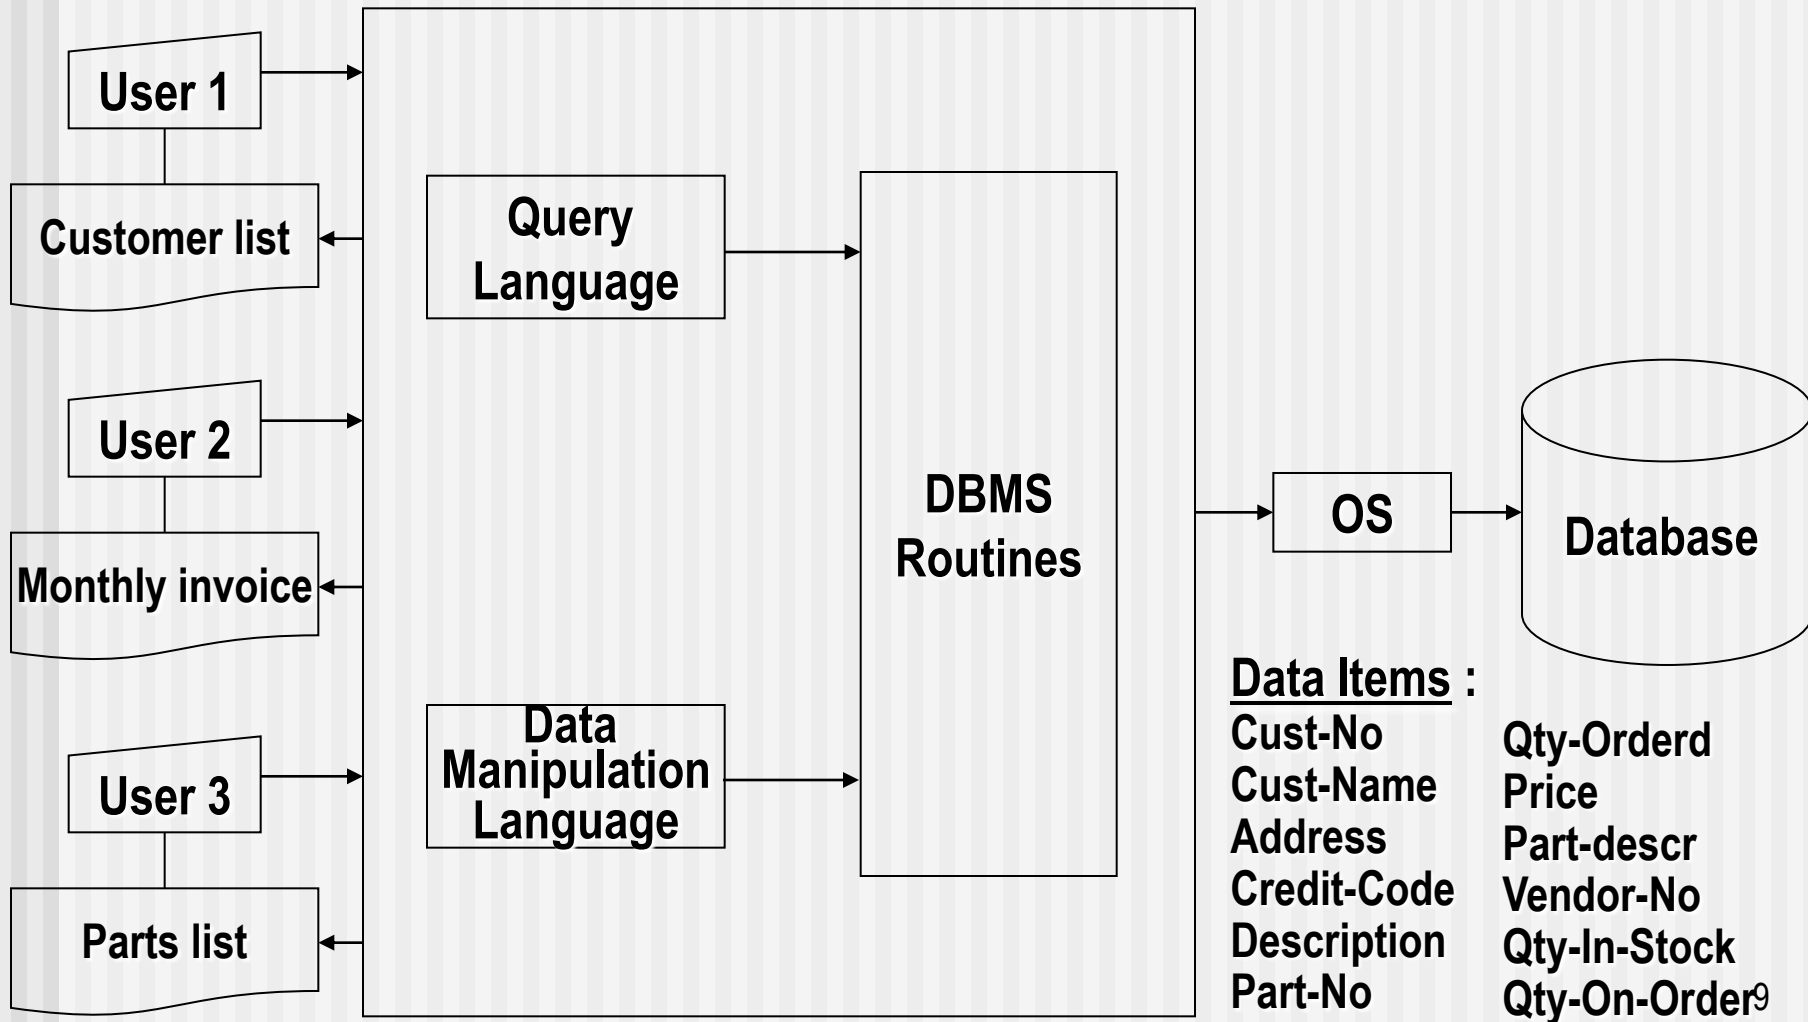 User 1
Customer list
User 2
Monthly invoice
User 3
Parts list
Query
Language
Data
Manipulation
Language
DBMS
Routines
OS
Database
Data Items :
Cust-No
Cust-Name
Address
Credit-Code
Description
Part-No
Qty-Orderd
Price
Part-descr
Vendor-No
Qty-In-Stock
Qty-On-Order
9